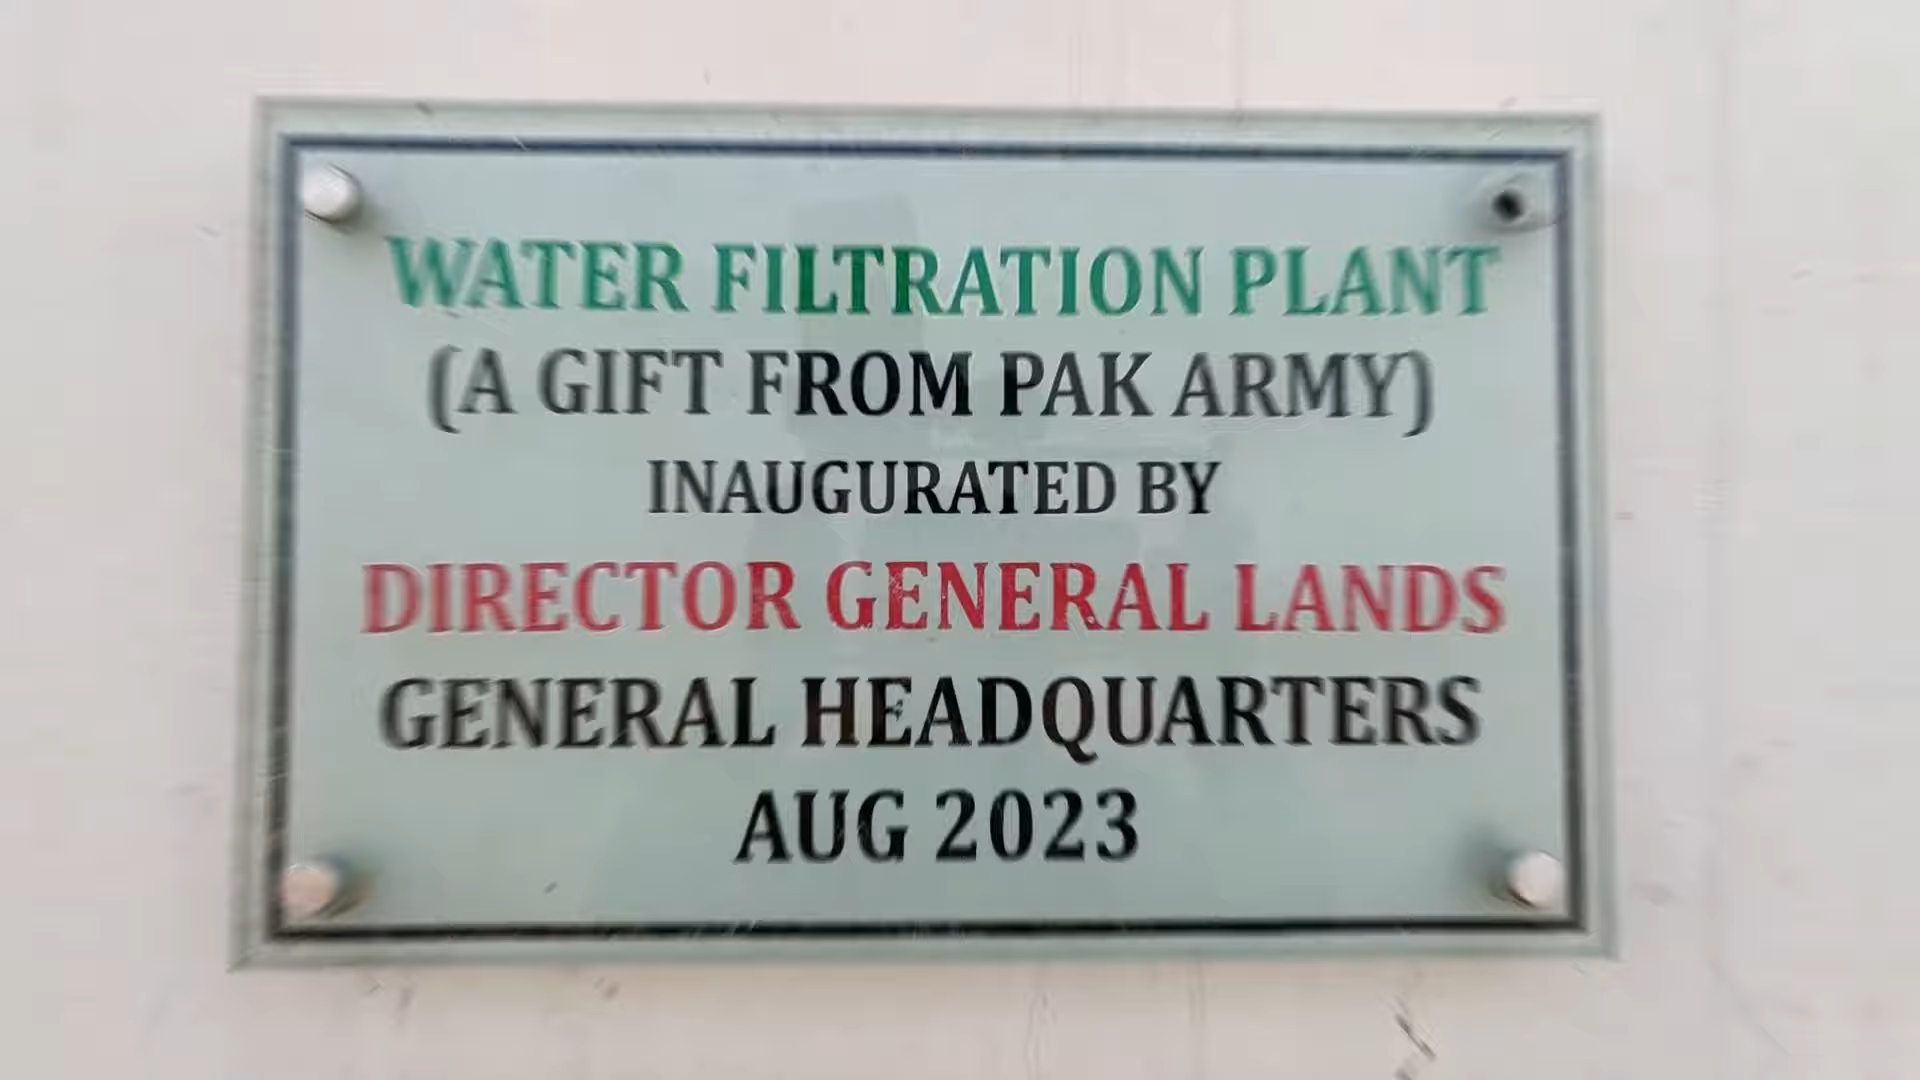 WATER FILTRATION PLANT
(A GIFT FROM PAK ARMY)
INAUGURATED BY
DIRECTOR GENERAL LANDS
GENERAL HEADQUARTERS
AUG 2023